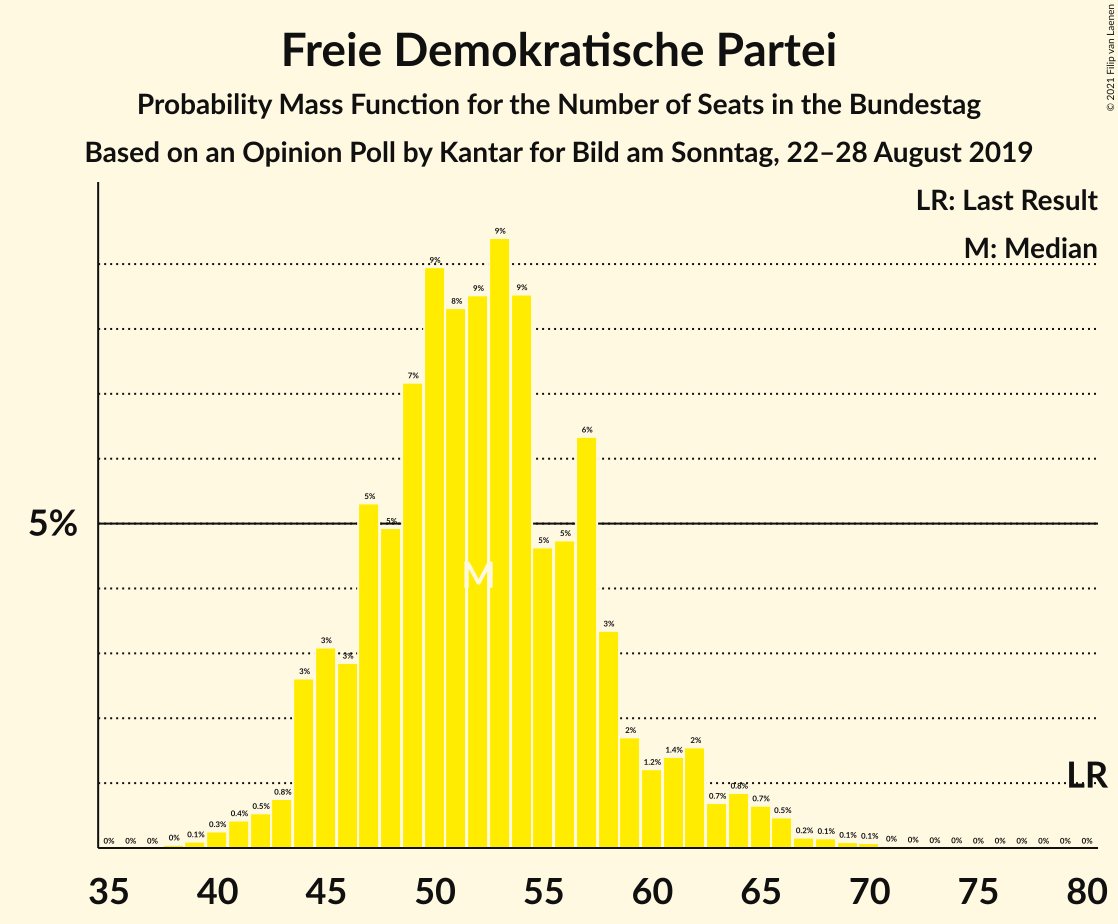 Freie Demokratische Partei
Probability Mass Function for the Number of Seats in the Bundestag
Based on an Opinion Poll by Kantar for Bild am Sonntag, 22–28 August 2019
© 2021 Filip van Laenen
LR: Last Result
M: Median
5%
0% 0% 0% 0% 0.1% 0.3% 0.4% 0.5% 0.8% 3% 3% 3% 5% 5% 7% 9% 8% 9% 9% 9% 5% 5% 6% 3% 2% 1.2% 1.4% 2% 0.7% 0.8% 0.7% 0.5% 0.2% 0.1% 0.1% 0.1% 0% 0% 0% 0% 0% 0% 0% 0% 0% 0%
M
LR
35 40 45 50 55 60 65 70 75 80